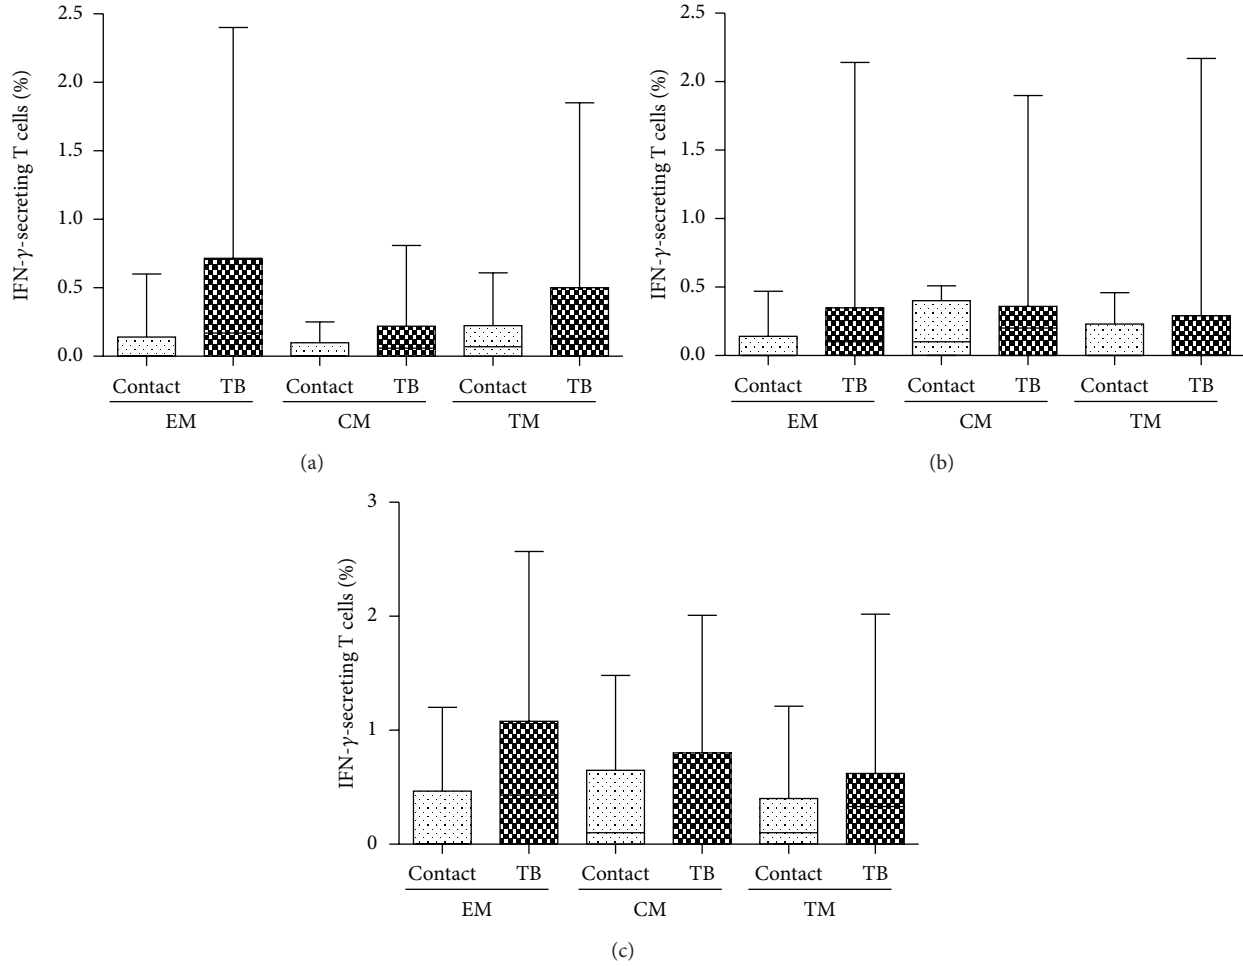 IFN-γ-secreting T cells (%)
2.5
2.0
1.5
1.0
0.5
0.0
Contact TB Contact TB Contact TB
EM CM TM
(a)
IFN-γ-secreting T cells (%)
2.5
2.0
1.5
1.0
0.5
0.0
Contact TB Contact TB Contact TB
EM CM TM
(b)
IFN-γ-secreting T cells (%)
3
2
1
0
Contact TB Contact TB Contact TB
EM CM TM
(c)